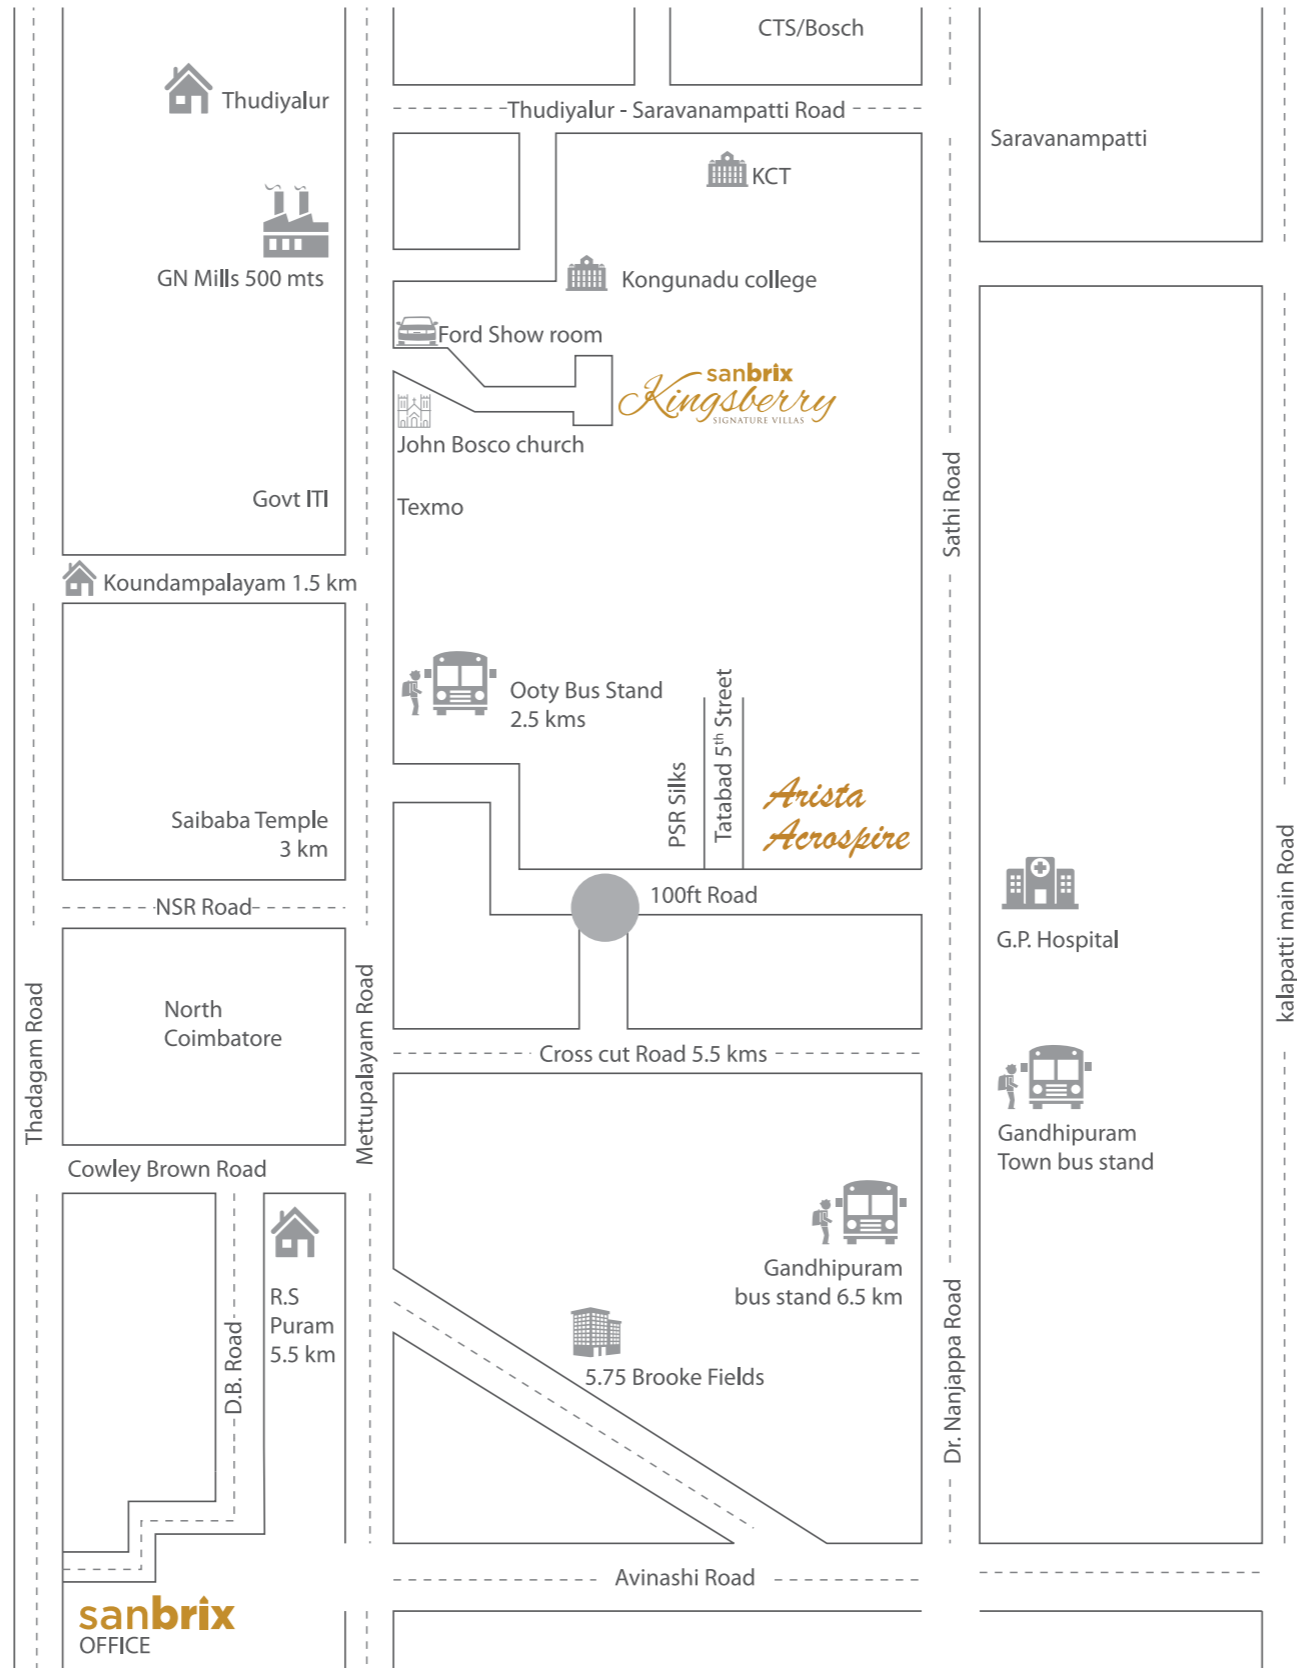 CTS/Bosch
Thudiyalur
Thudiyalur - Saravanampatti Road
Saravanampatti
KCT
GN Mills 500 mts
Kongunadu college
Ford Show room
sanbrix
Kingsberry
SIGNATURE VILLAS
John Bosco church
Govt ITI
Texmo
Sathi Road
Koundampalayam 1.5 km
Ooty Bus Stand
2.5 kms
PSR Silks
Tatabad 5th Street
Arista
Acrospire
Saibaba Temple
3 km
100ft Road
NSR Road
G.P. Hospital
kalapatti main Road
North
Coimbatore
Thadagam Road
Mettupalayam Road
Cross cut Road 5.5 kms
Gandhipuram
Town bus stand
Cowley Brown Road
Gandhipuram
bus stand 6.5 km
R.S
Puram
5.5 km
D.B. Road
5.75 Brooke Fields
Dr. Nanjappa Road
Avinashi Road
sanbrix
OFFICE